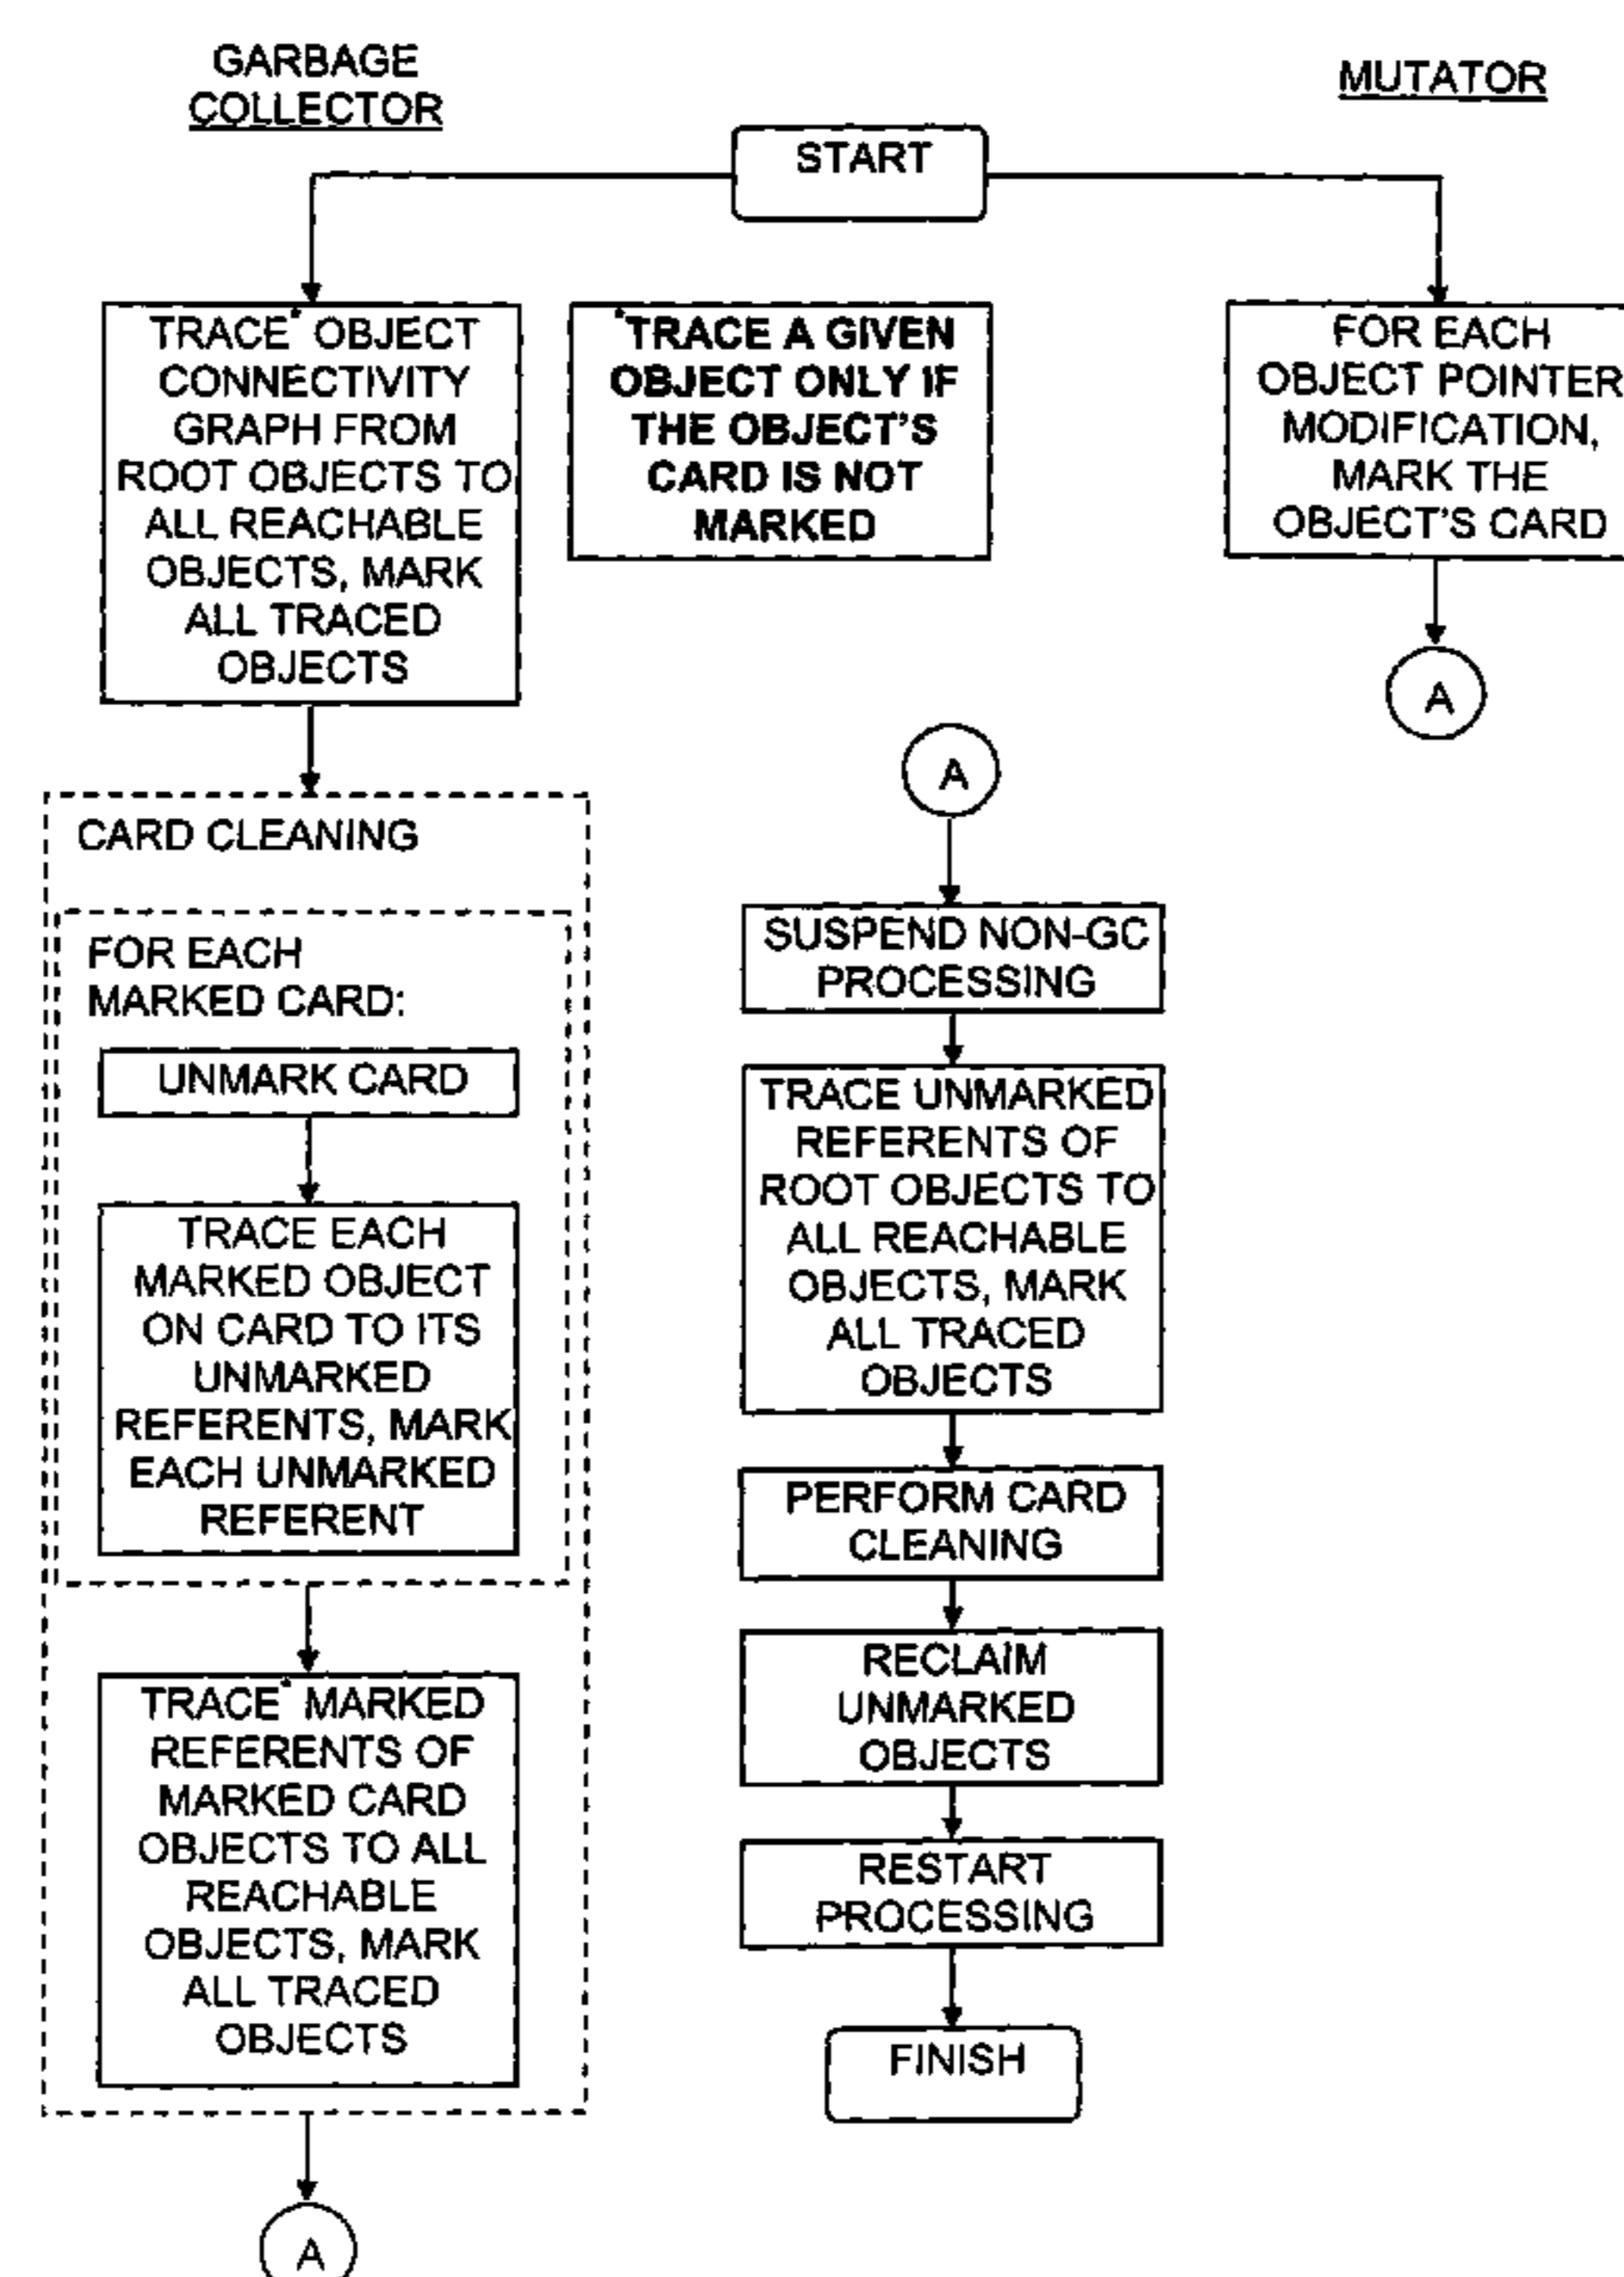 GARBAGE
COLLECTOR
MUTATOR
START
TRACE* OBJECT
CONNECTIVITY
GRAPH FROM
ROOT OBJECTS TO
ALL REACHABLE
OBJECTS, MARK
ALL TRACED
OBJECTS
*TRACE A GIVEN
OBJECT ONLY IF
THE OBJECT'S
CARD IS NOT
MARKED
FOR EACH
OBJECT POINTER
MODIFICATION,
MARK THE
OBJECT'S CARD
A
CARD CLEANING
FOR EACH
MARKED CARD:
UNMARK CARD
TRACE EACH
MARKED OBJECT
ON CARD TO ITS
UNMARKED
REFERENTS, MARK
EACH UNMARKED
REFERENT
TRACE* MARKED
REFERENTS OF
MARKED CARD
OBJECTS TO ALL
REACHABLE
OBJECTS, MARK
ALL TRACED
OBJECTS
A
A
SUSPEND NON-GC
PROCESSING
TRACE UNMARKED
REFERENTS OF
ROOT OBJECTS TO
ALL REACHABLE
OBJECTS, MARK
ALL TRACED
OBJECTS
PERFORM CARD
CLEANING
RECLAIM
UNMARKED
OBJECTS
RESTART
PROCESSING
FINISH